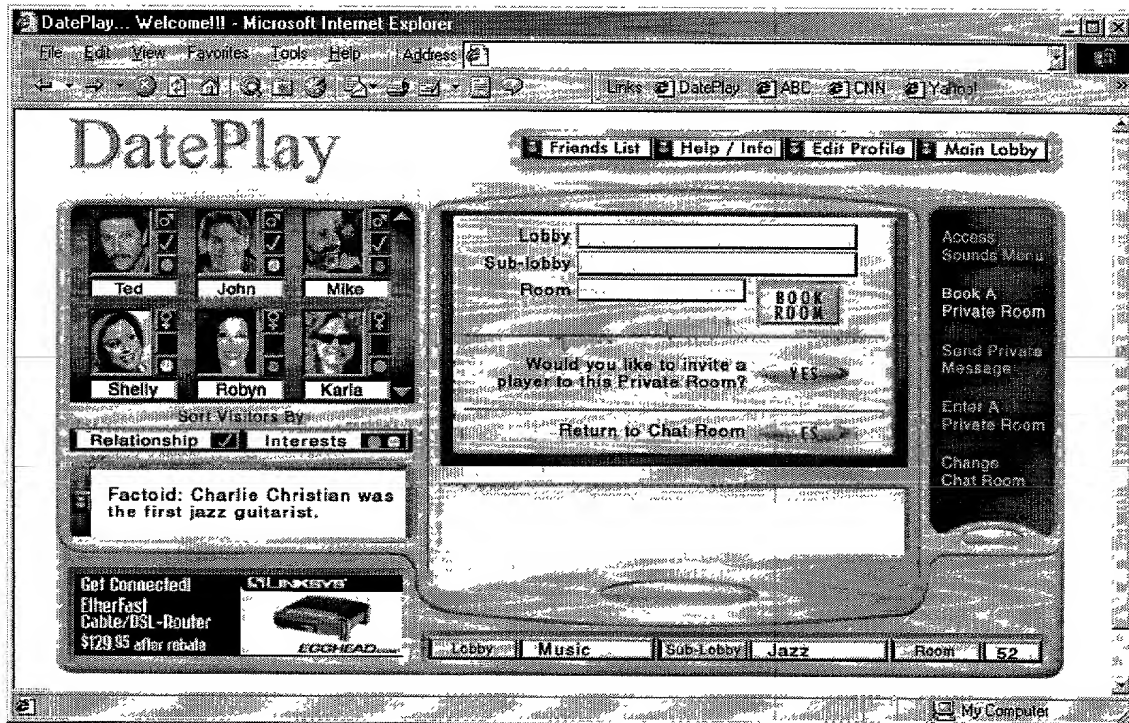 DatePlay... Welcome!!! - Microsoft Internet Explorer
File Edit View Favorites Tools Help Address
Links DatePlay ABC CNN Yahoo!
DatePlay
Friends List Help / Info Edit Profile Main Lobby
Ted John Mike
Shelly Robyn Karla
Sort Visitors By
Relationship Interests
Factoid: Charlie Christian was
the first jazz guitarist.
Get Connected!
EtherFast
Cable/DSL-Router
$129.95 after rebate
LINKSYS
EGGHEAD
Lobby
Sub-lobby
Room
BOOK
ROOM
Would you like to invite a
player to this Private Room?
YES
Return to Chat Room
Access
Sounds Menu
Book A
Private Room
Send Private
Message
Enter A
Private Room
Change
Chat Room
Lobby Music Sub-Lobby Jazz Room 52
My Computer